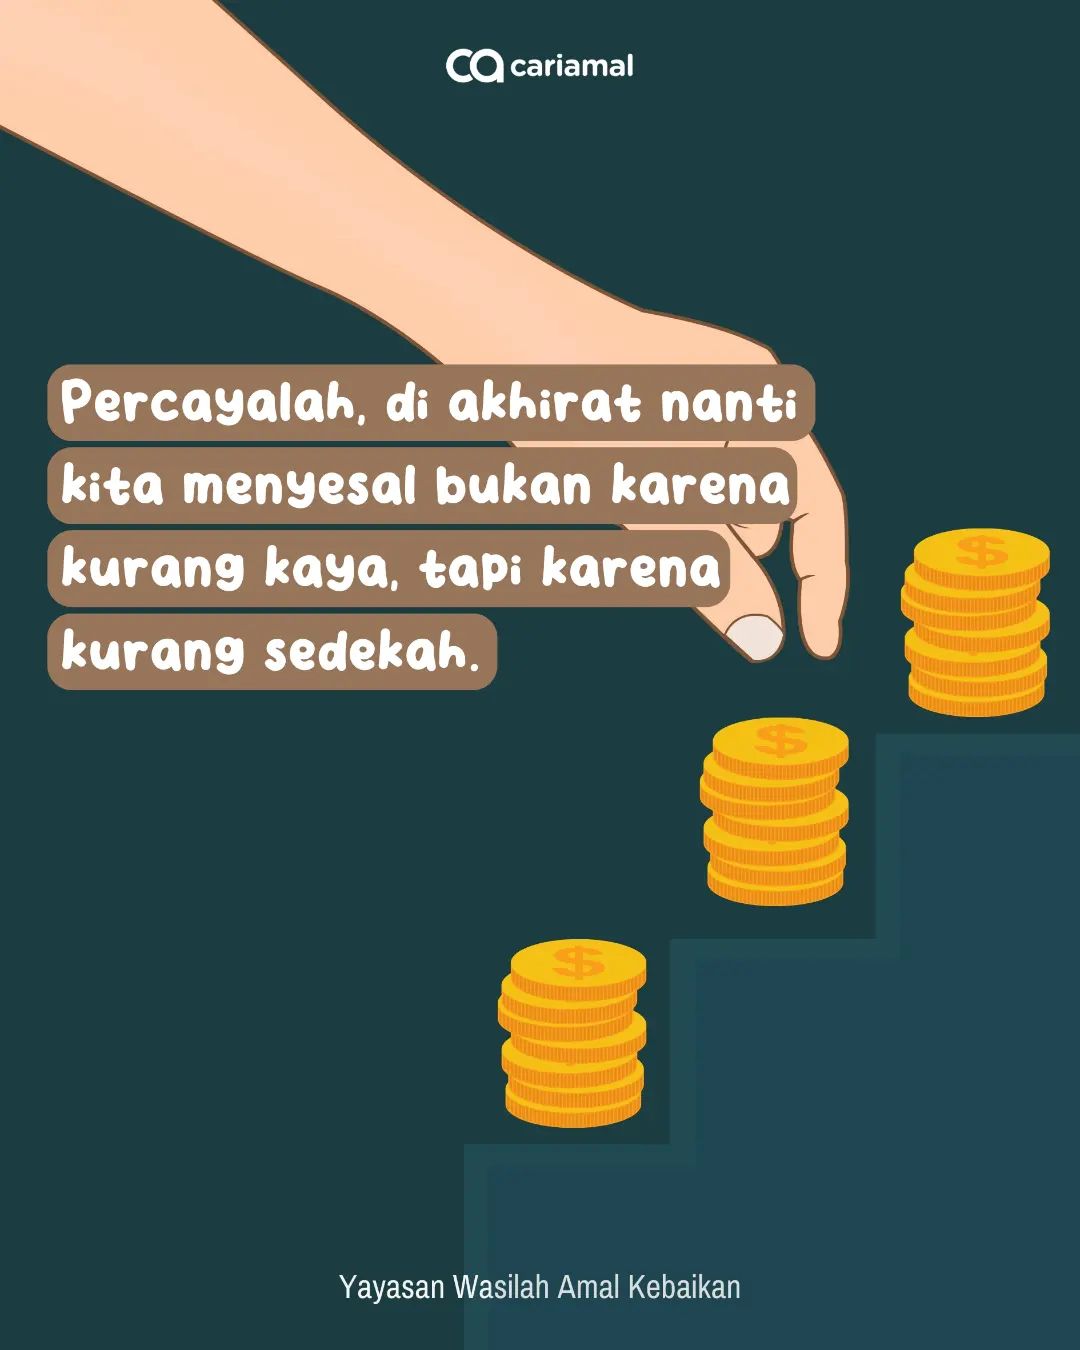 ca cariamal
Percayalah, di akhirat nanti
kita menyesal bukan karena
kurang kaya, tapi karena
kurang sedekah.
$
$
$
Yayasan Wasilah Amal Kebaikan